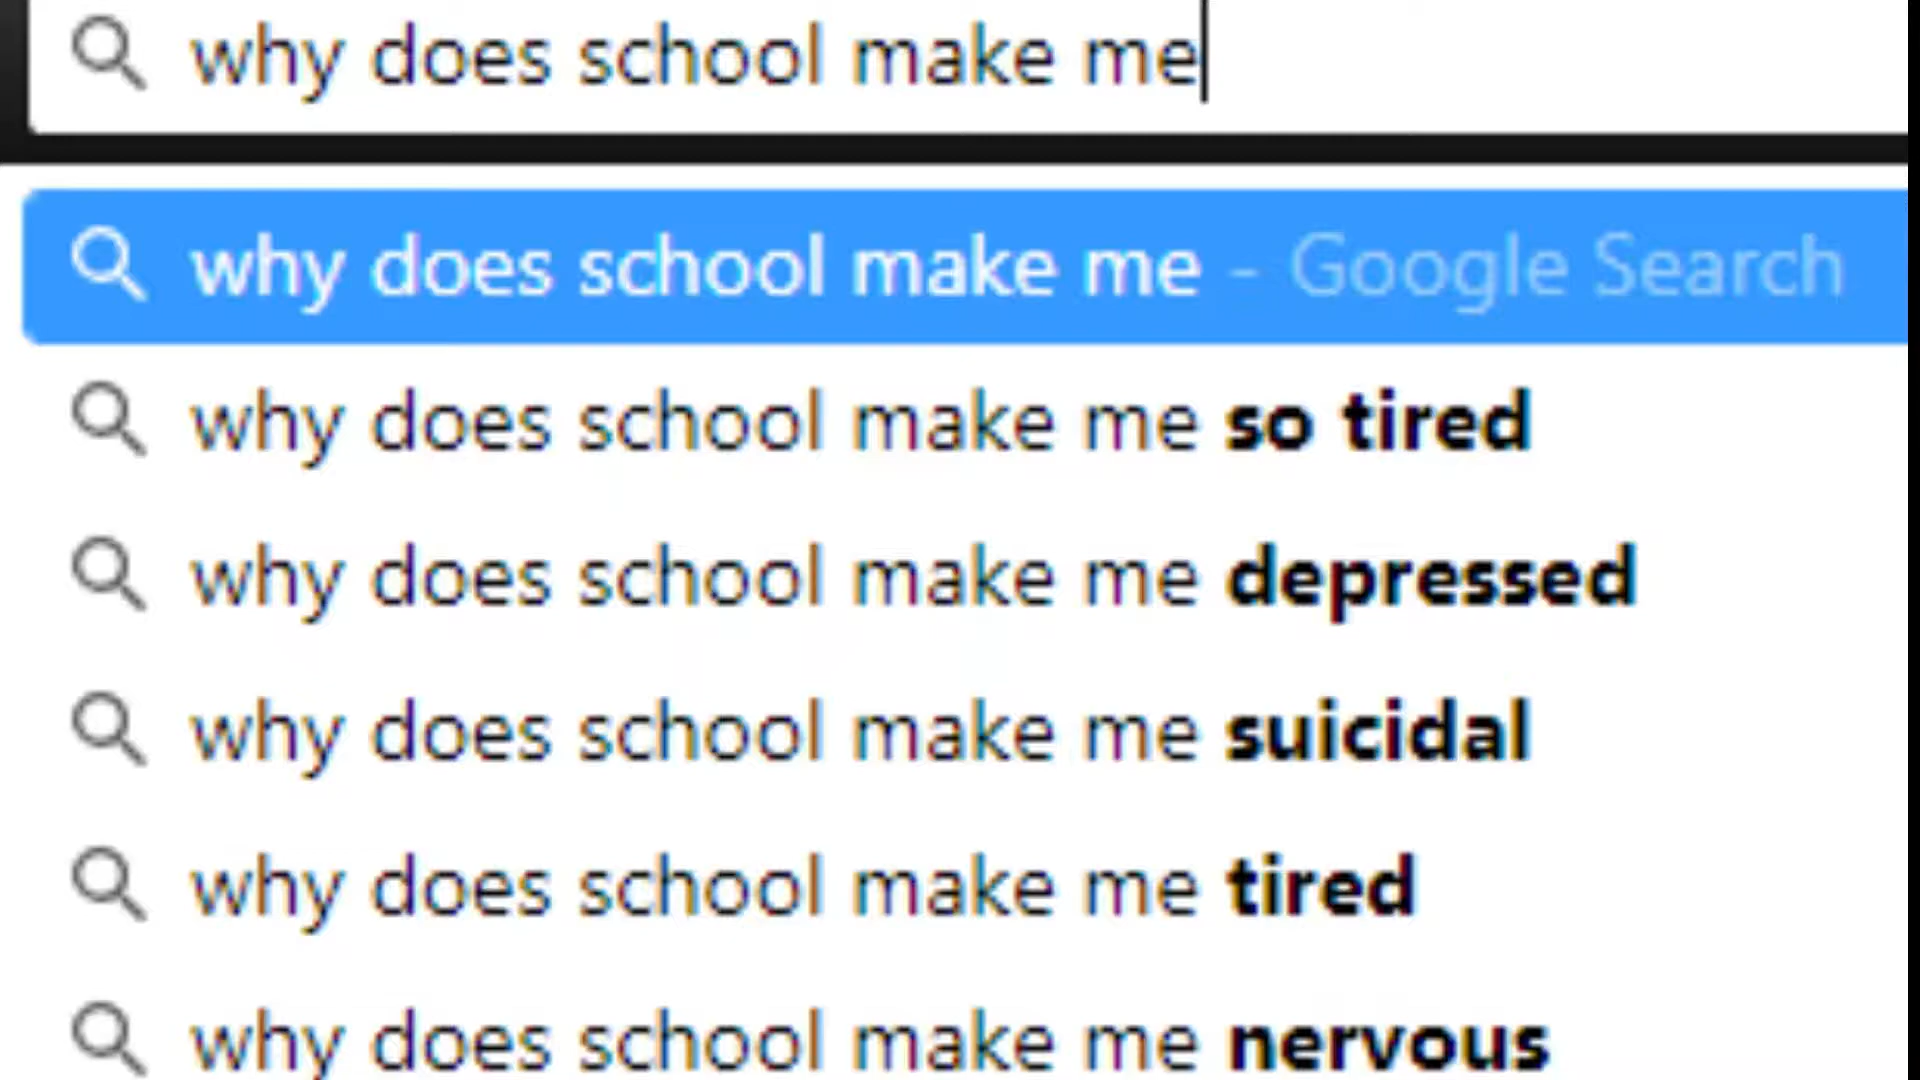 why does school make me
why does school make me - Google Search
why does school make me so tired
why does school make me depressed
why does school make me suicidal
why does school make me tired
why does school make me nervous